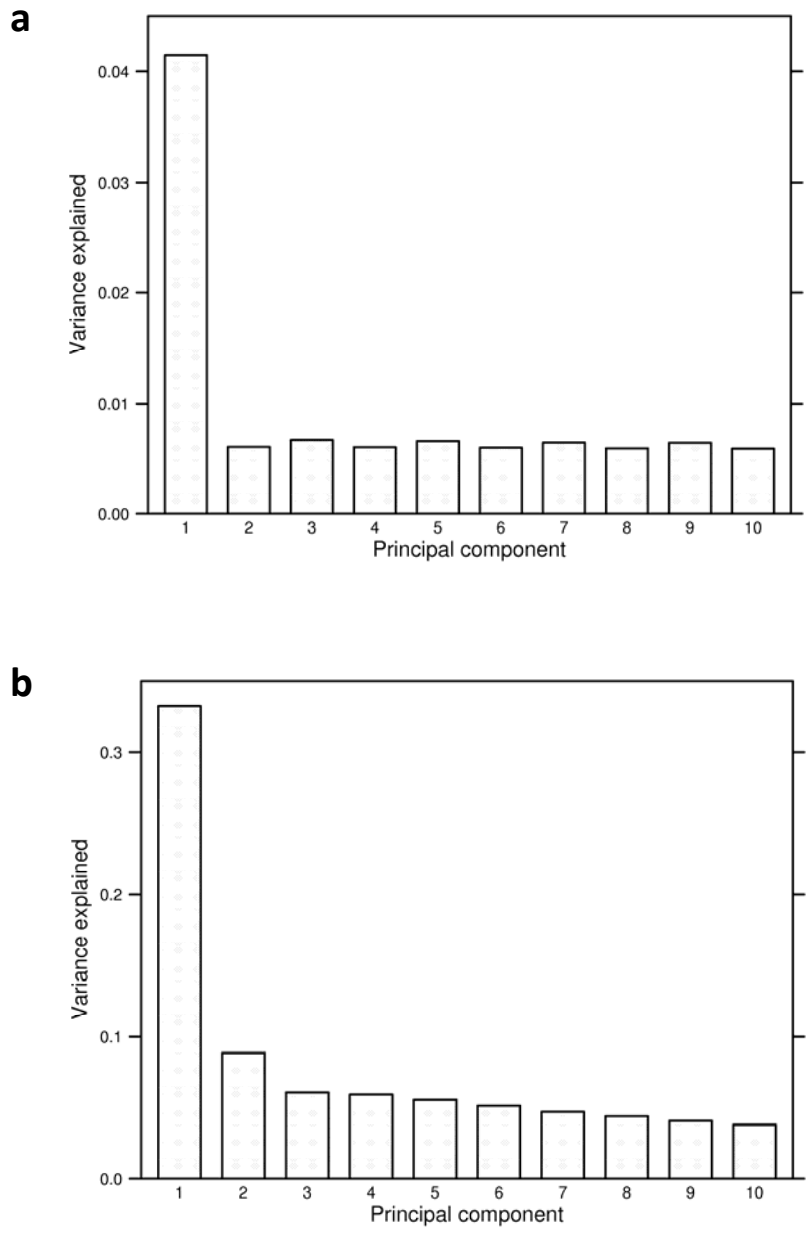 a
Variance explained
0.04
0.03
0.02
0.01
0.00
1 2 3 4 5 6 7 8 9 10
Principal component
b
Variance explained
0.3
0.2
0.1
0.0
1 2 3 4 5 6 7 8 9 10
Principal component